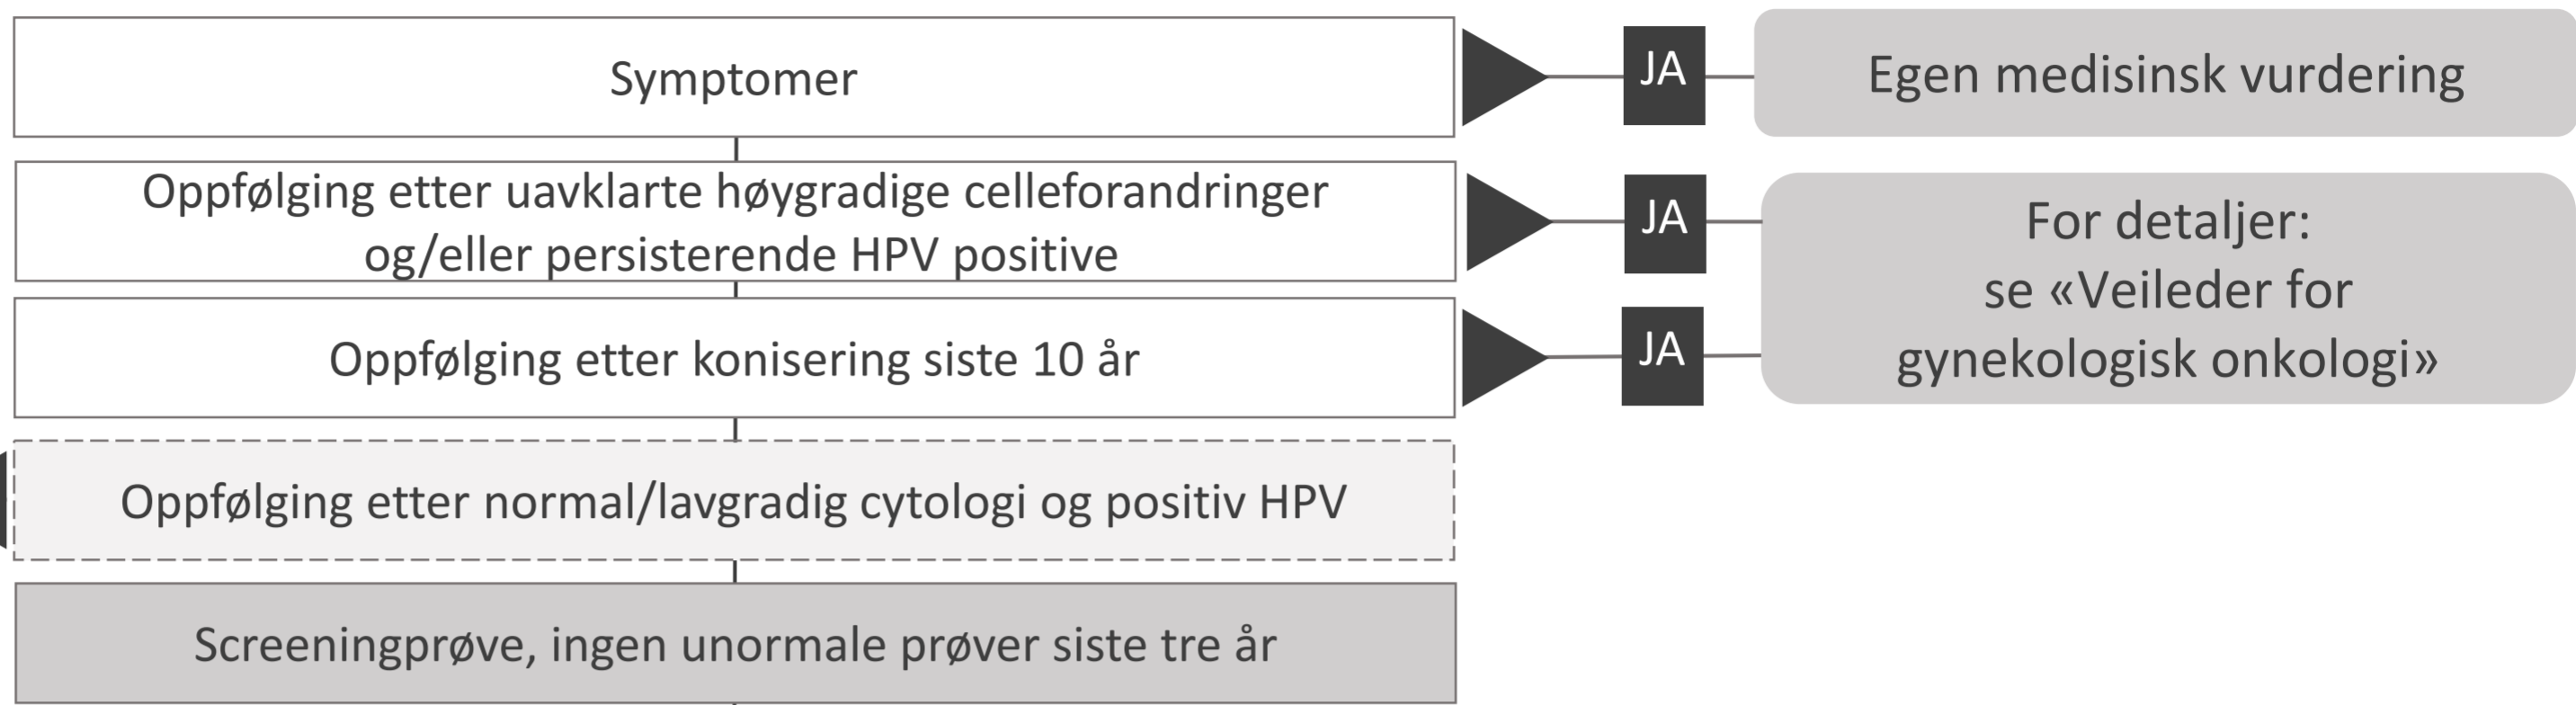 Symptomer
JA
Egen medisinsk vurdering
Oppfølging etter uavklarte høygradige celleforandringer
og/eller persisterende HPV positive
JA
For detaljer:
se «Veileder for
gynekologisk onkologi»
Oppfølging etter konisering siste 10 år
JA
Oppfølging etter normal/lavgradig cytologi og positiv HPV
Screeningprøve, ingen unormale prøver siste tre år